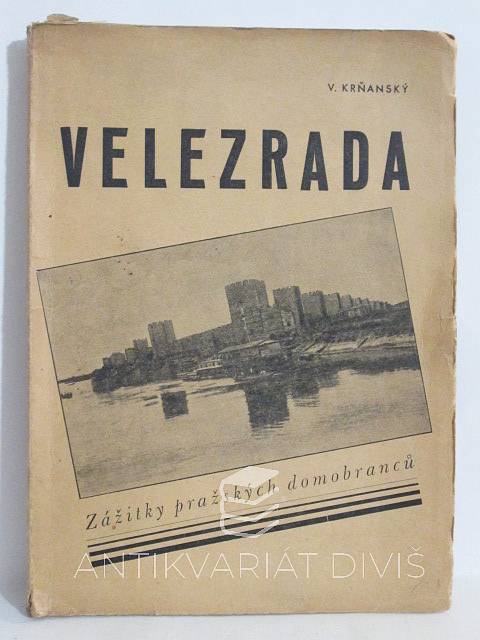 V. KRŇANSKÝ
VELEZRADA
Zážitky pražských domobranců
ANTIKVARIÁT DIVIŠ